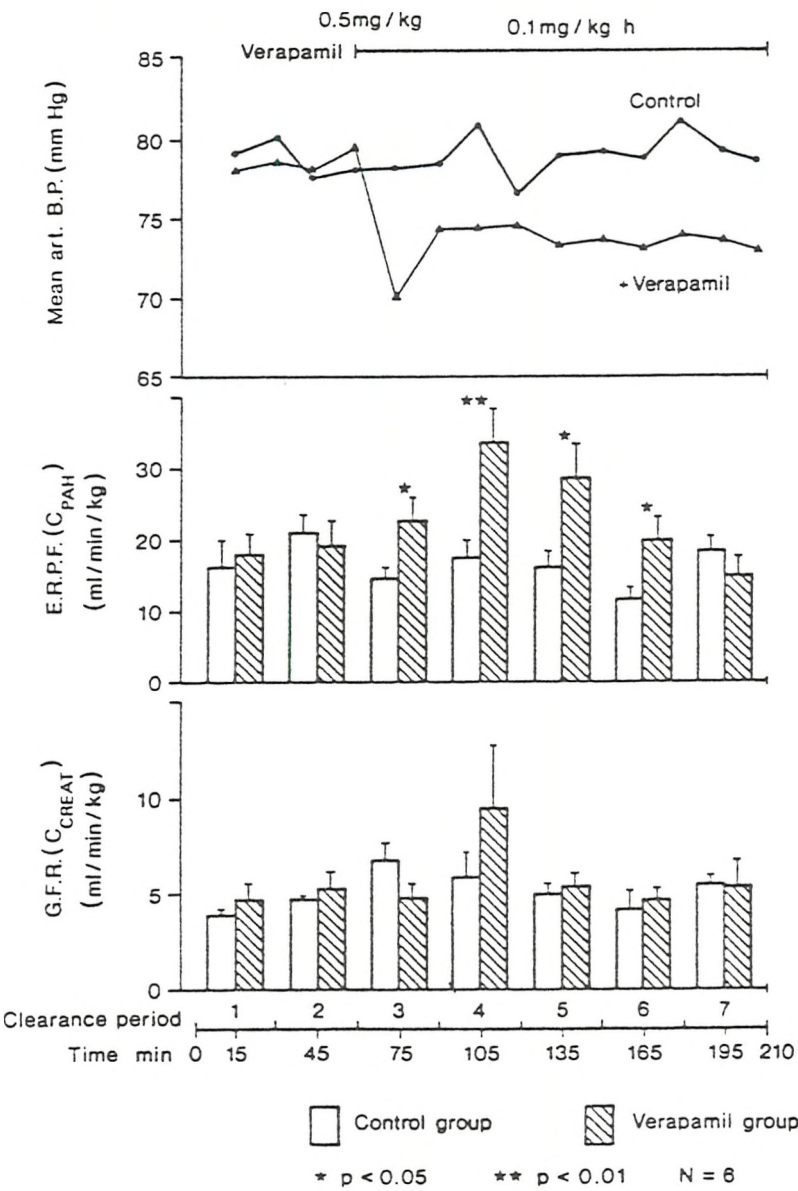 0.5mg/kg 0.1mg/kg h
Verapamil
85
80
75
70
65
Mean art. B.P. (mm Hg)
Control
+Verapamil
**
*
*
*
30
20
10
0
E.R.P.F. (CPAH)
(ml/min/kg)
10
5
0
G.F.R. (CCREAT)
(ml/min/kg)
Clearance period 1 2 3 4 5 6 7
Time min 0 15 45 75 105 135 165 195 210
Control group Verapamil group
* p < 0.05 ** p < 0.01 N = 6